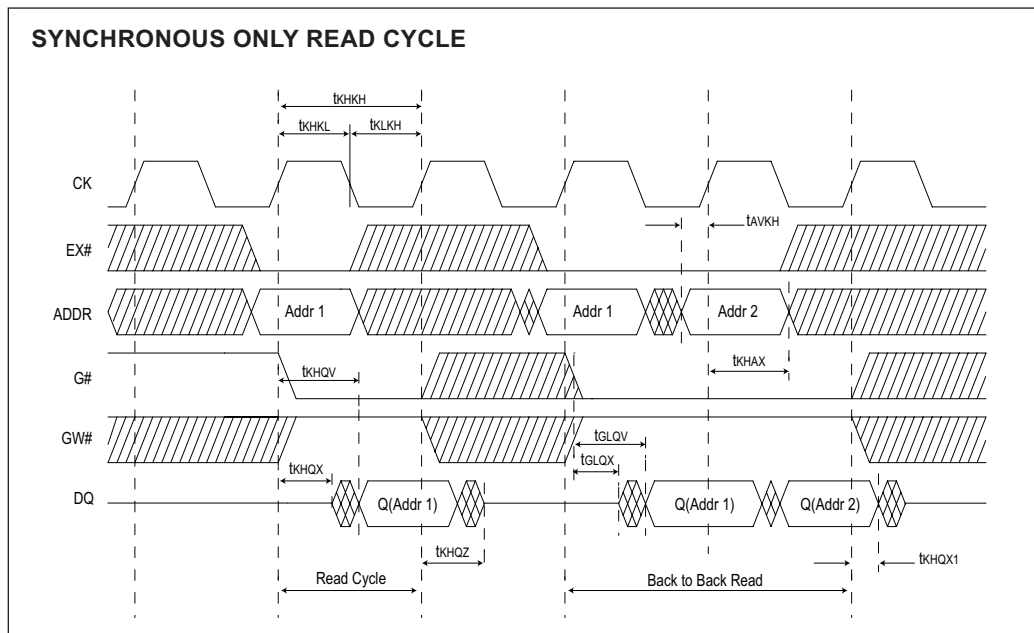 SYNCHRONOUS ONLY READ CYCLE
tKHKH
tKHKL tKLKH
CK
tAVKH
EX#
ADDR Addr 1 Addr 1 Addr 2
G#
tKHQV tKHAX
GW#
tGLQV
tKHQX tGLQX
DQ Q(Addr 1) Q(Addr 1) Q(Addr 2)
tKHQZ tKHQX1
Read Cycle Back to Back Read